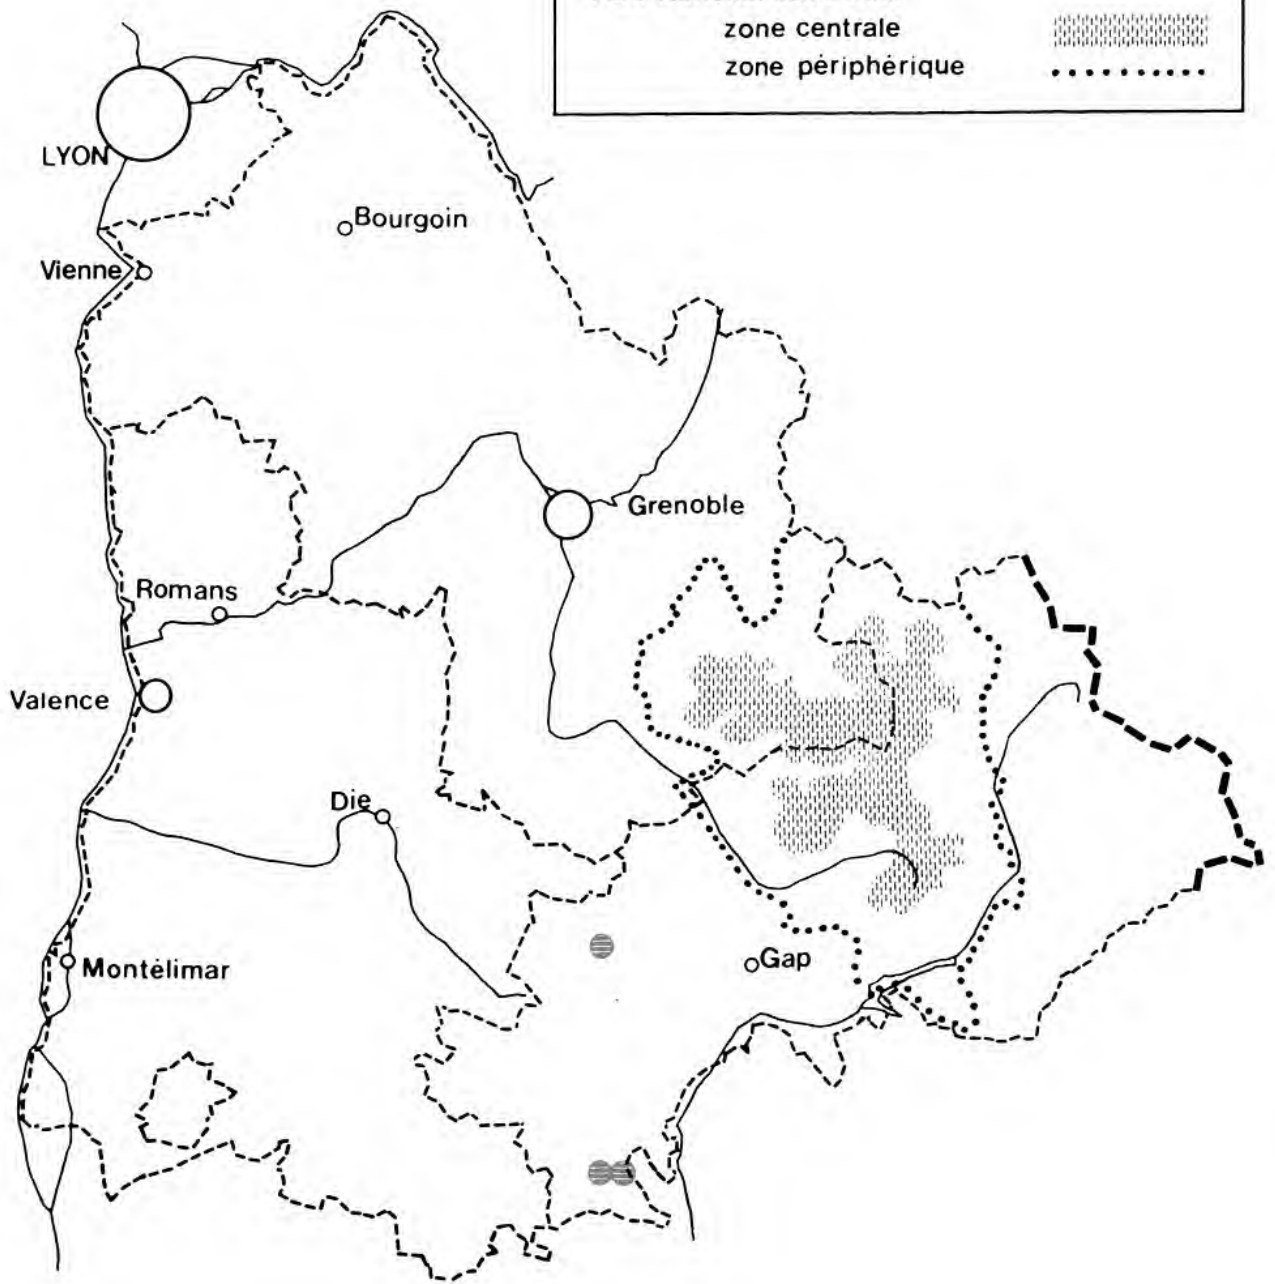 zone centrale
zone périphérique
LYON
Bourgoin
Vienne
Grenoble
Romans
Valence
Die
Gap
Montélimar